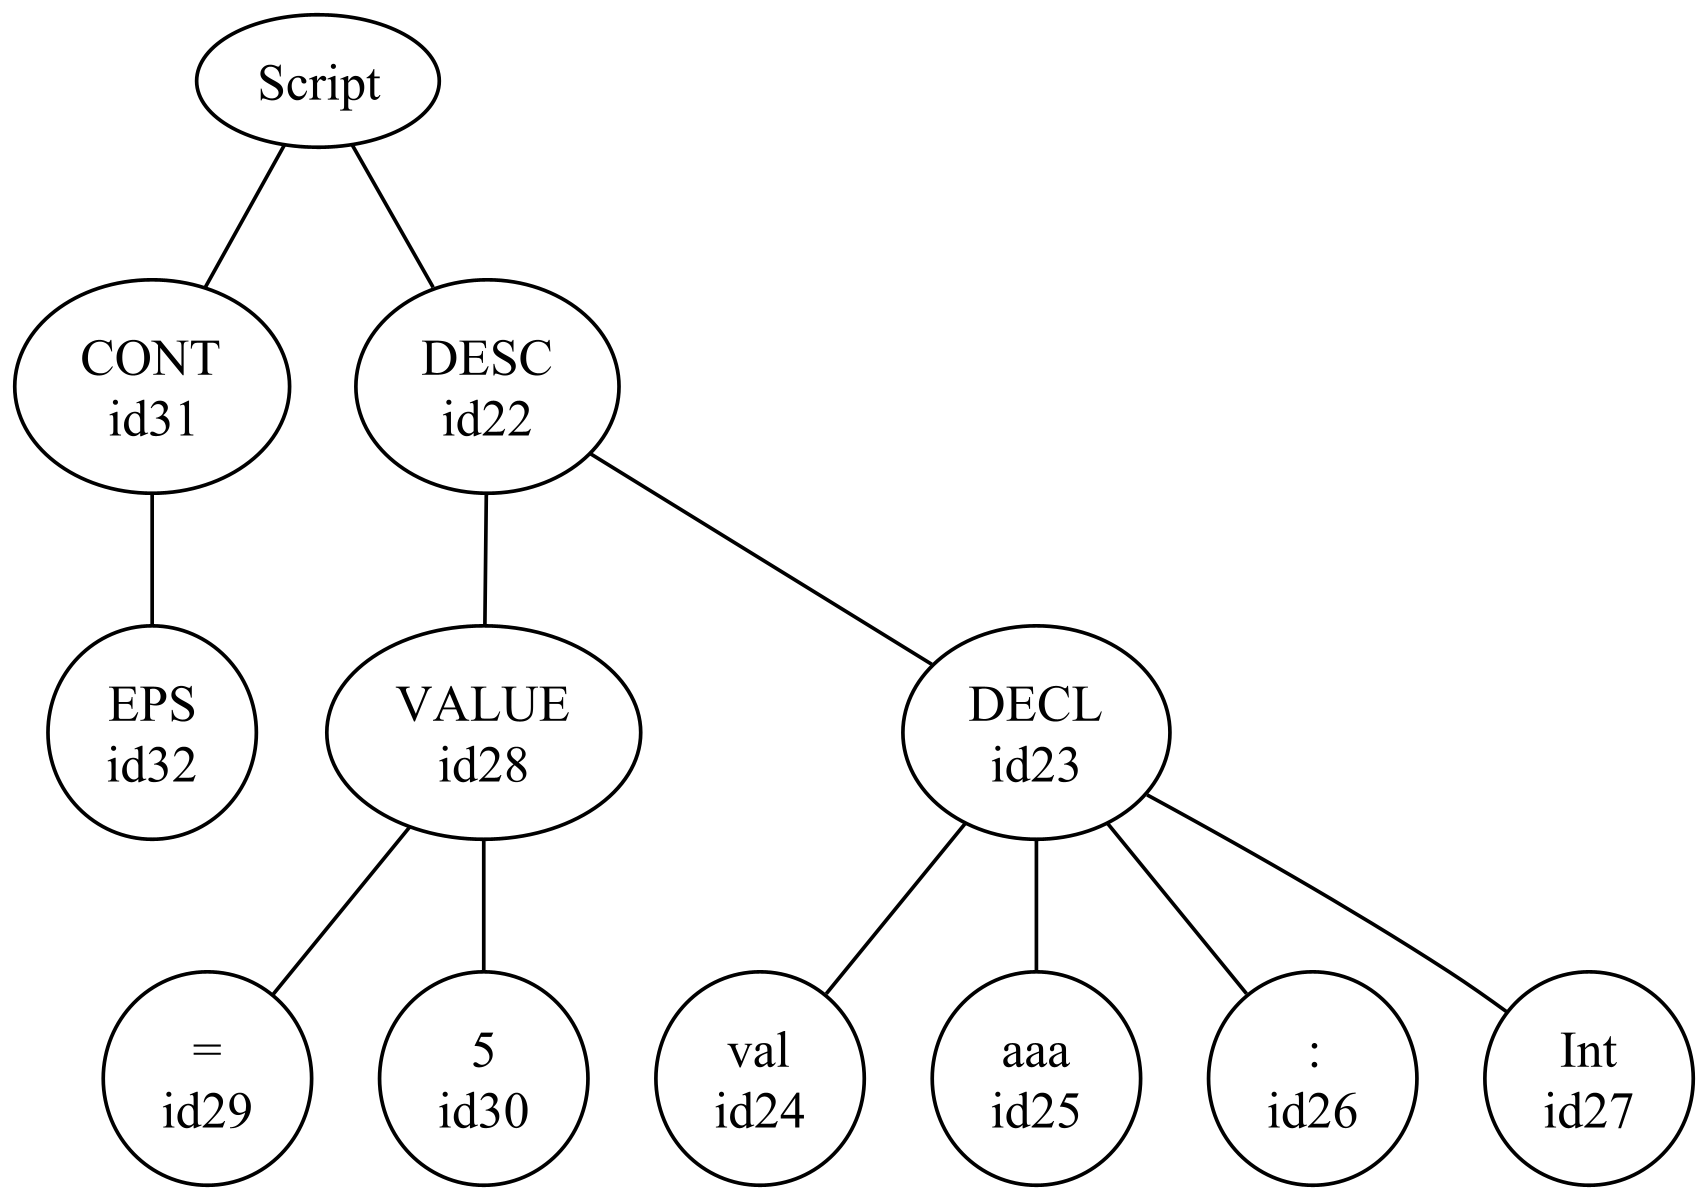 Script
CONT
id31
DESC
id22
EPS
id32
VALUE
id28
DECL
id23
=
id29
5
id30
val
id24
aaa
id25
:
id26
Int
id27